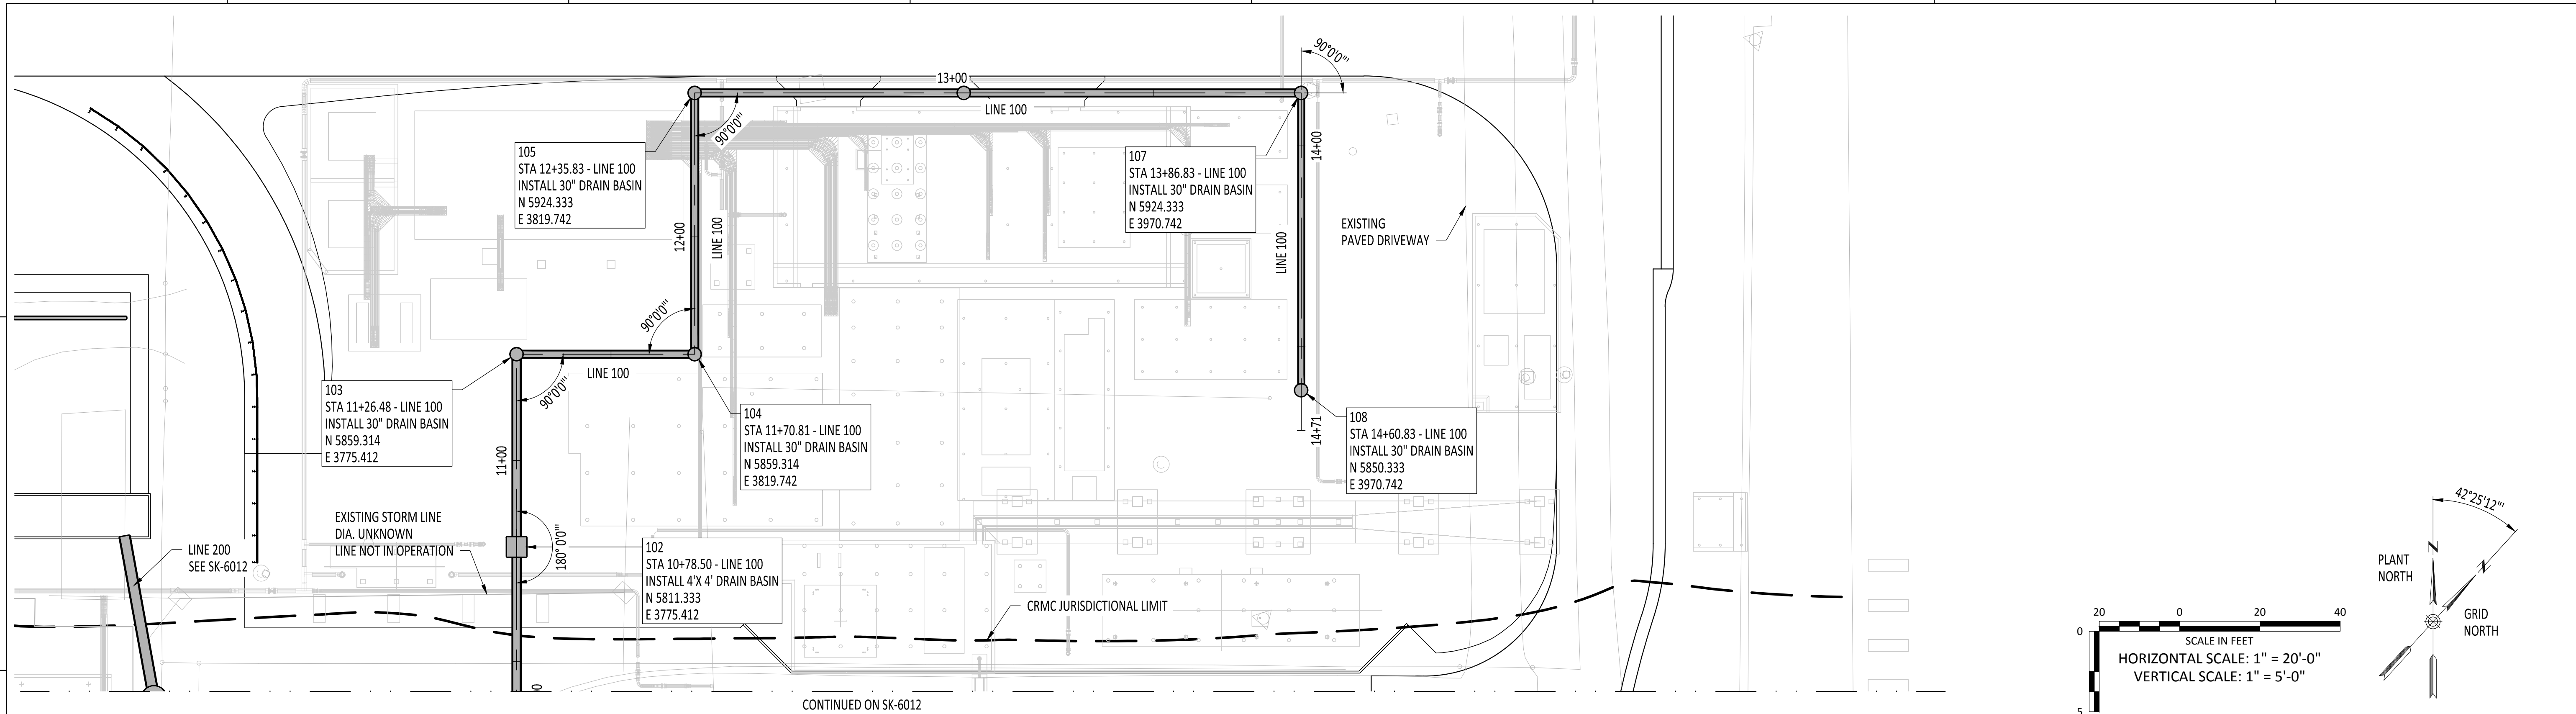 90°0'0"
13+00
LINE 100
90°0'0"
105
STA 12+35.83 - LINE 100
INSTALL 30" DRAIN BASIN
N 5924.333
E 3819.742
107
STA 13+86.83 - LINE 100
INSTALL 30" DRAIN BASIN
N 5924.333
E 3970.742
14+00
EXISTING
PAVED DRIVEWAY
12+00
LINE 100
LINE 100
90°0'0"
LINE 100
90°0'0"
103
STA 11+26.48 - LINE 100
INSTALL 30" DRAIN BASIN
N 5859.314
E 3775.412
104
STA 11+70.81 - LINE 100
INSTALL 30" DRAIN BASIN
N 5859.314
E 3819.742
14+71
108
STA 14+60.83 - LINE 100
INSTALL 30" DRAIN BASIN
N 5850.333
E 3970.742
11+00
EXISTING STORM LINE
DIA. UNKNOWN
LINE NOT IN OPERATION
LINE 200
SEE SK-6012
180°0'0"
102
STA 10+78.50 - LINE 100
INSTALL 4'X 4' DRAIN BASIN
N 5811.333
E 3775.412
CRMC JURISDICTIONAL LIMIT
42°25'12"
N
N
PLANT
NORTH
GRID
NORTH
20 0 20 40
0
SCALE IN FEET
HORIZONTAL SCALE: 1" = 20'-0"
VERTICAL SCALE: 1" = 5'-0"
5
CONTINUED ON SK-6012